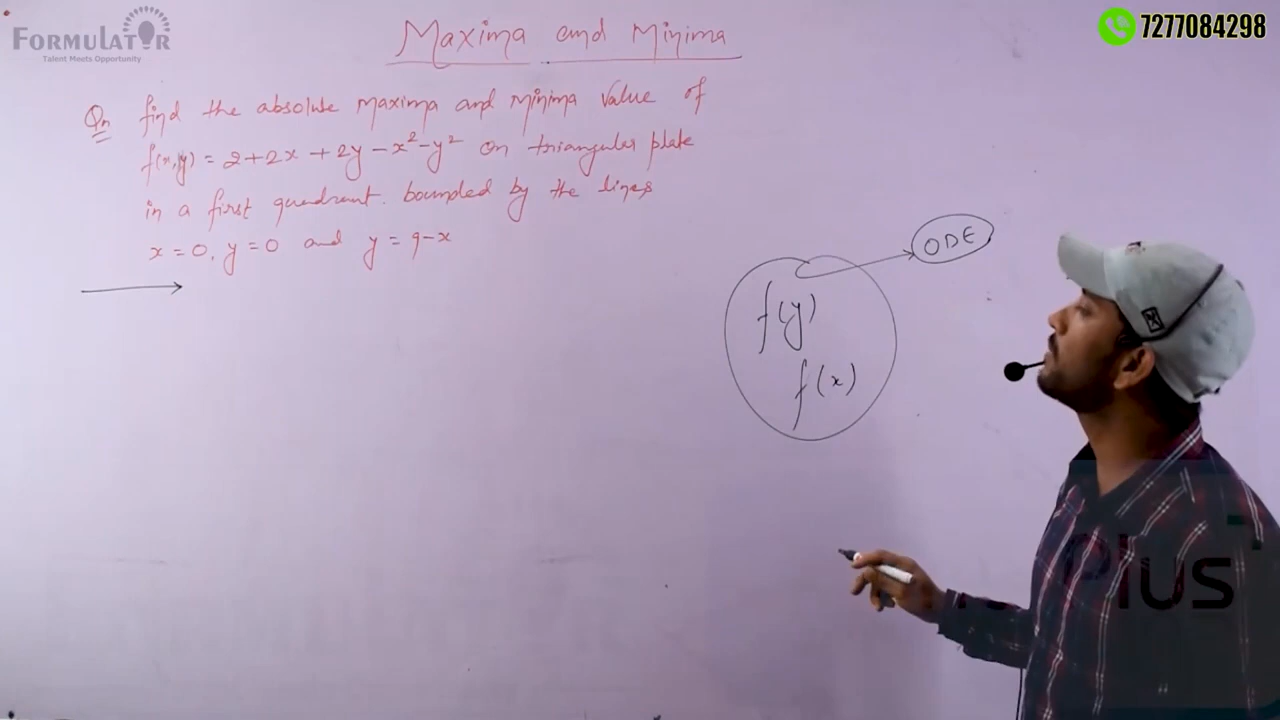 FORMULATOR
Talent Meets Opportunity
7277084298
Maxima and Minima
Qn find the absolute Maxima and Minima value of
f(x,y) = 2+2x+2y-x²-y² on triangular plate
in a first quadrant. bounded by the lines
x=0, y=0 and y=9-x
ODE
f(y)
f(x)
Plus